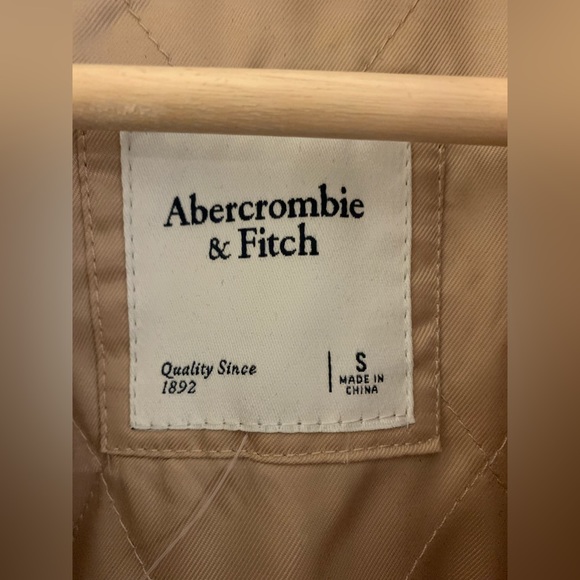 Abercrombie
& Fitch
Quality Since
1892
S
MADE IN
CHINA